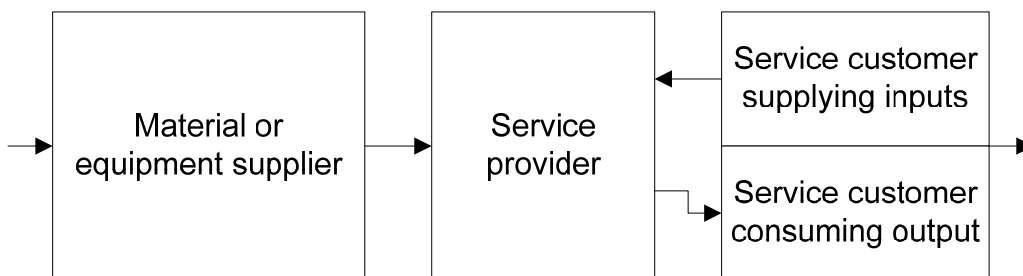 Material or
equipment supplier
Service
provider
Service customer
supplying inputs
Service customer
consuming output